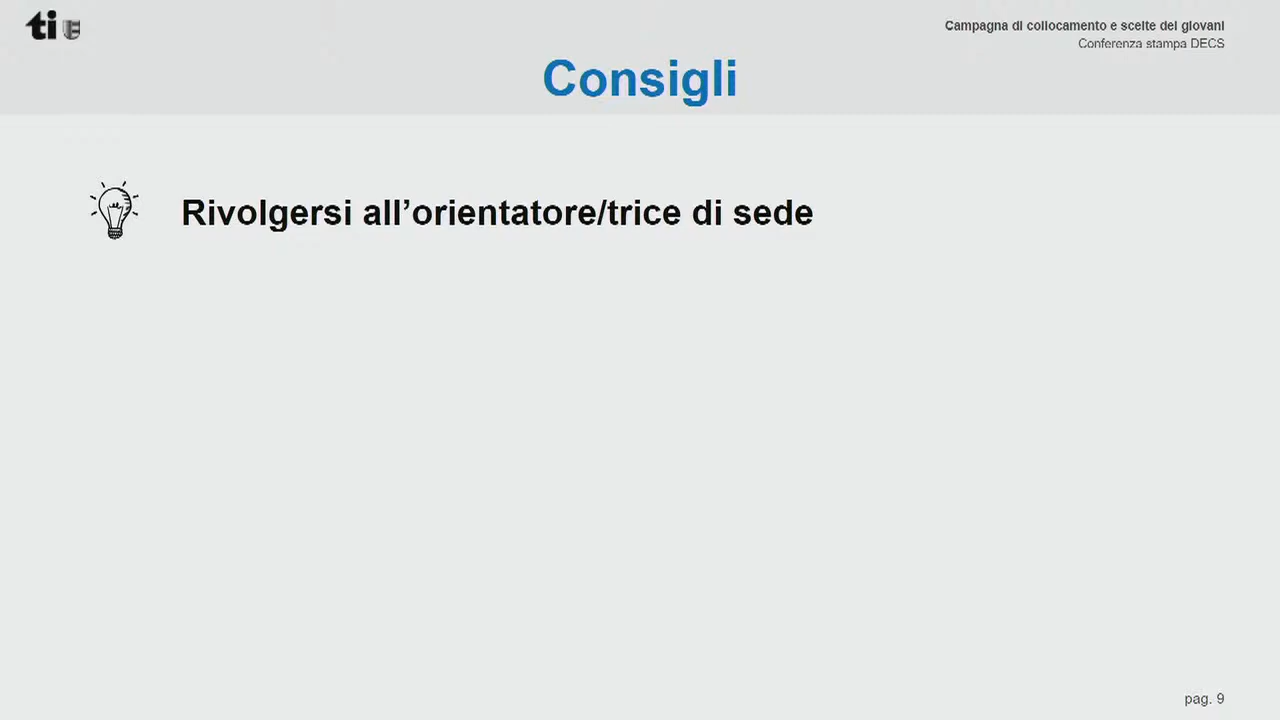 ti
Campagna di collocamento e scelte dei giovani
Conferenza stampa DECS
Consigli
Rivolgersi all’orientatore/trice di sede
pag. 9